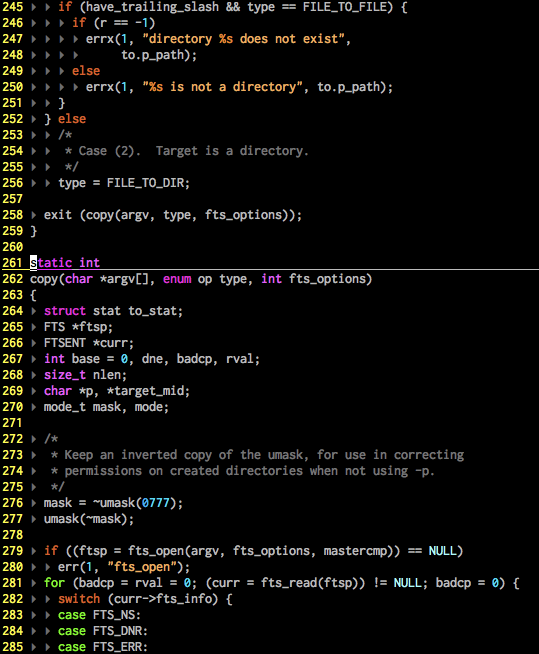 245 ▸ ▸ if (have_trailing_slash && type == FILE_TO_FILE) {
246 ▸ ▸ ▸ if (r == -1)
247 ▸ ▸ ▸ ▸ errx(1, "directory %s does not exist",
248 ▸ ▸ ▸ ▸      to.p_path);
249 ▸ ▸ ▸ else
250 ▸ ▸ ▸ ▸ errx(1, "%s is not a directory", to.p_path);
251 ▸ ▸ }
252 ▸ } else
253 ▸ ▸ /*
254 ▸ ▸  * Case (2).  Target is a directory.
255 ▸ ▸  */
256 ▸ ▸ type = FILE_TO_DIR;
257
258 ▸ exit (copy(argv, type, fts_options));
259 }
260
261 static int
262 copy(char *argv[], enum op type, int fts_options)
263 {
264 ▸ struct stat to_stat;
265 ▸ FTS *ftsp;
266 ▸ FTSENT *curr;
267 ▸ int base = 0, dne, badcp, rval;
268 ▸ size_t nlen;
269 ▸ char *p, *target_mid;
270 ▸ mode_t mask, mode;
271
272 ▸ /*
273 ▸  * Keep an inverted copy of the umask, for use in correcting
274 ▸  * permissions on created directories when not using -p.
275 ▸  */
276 ▸ mask = ~umask(0777);
277 ▸ umask(~mask);
278
279 ▸ if ((ftsp = fts_open(argv, fts_options, mastercmp)) == NULL)
280 ▸ ▸ err(1, "fts_open");
281 ▸ for (badcp = rval = 0; (curr = fts_read(ftsp)) != NULL; badcp = 0) {
282 ▸ ▸ switch (curr->fts_info) {
283 ▸ ▸ case FTS_NS:
284 ▸ ▸ case FTS_DNR:
285 ▸ ▸ case FTS_ERR: